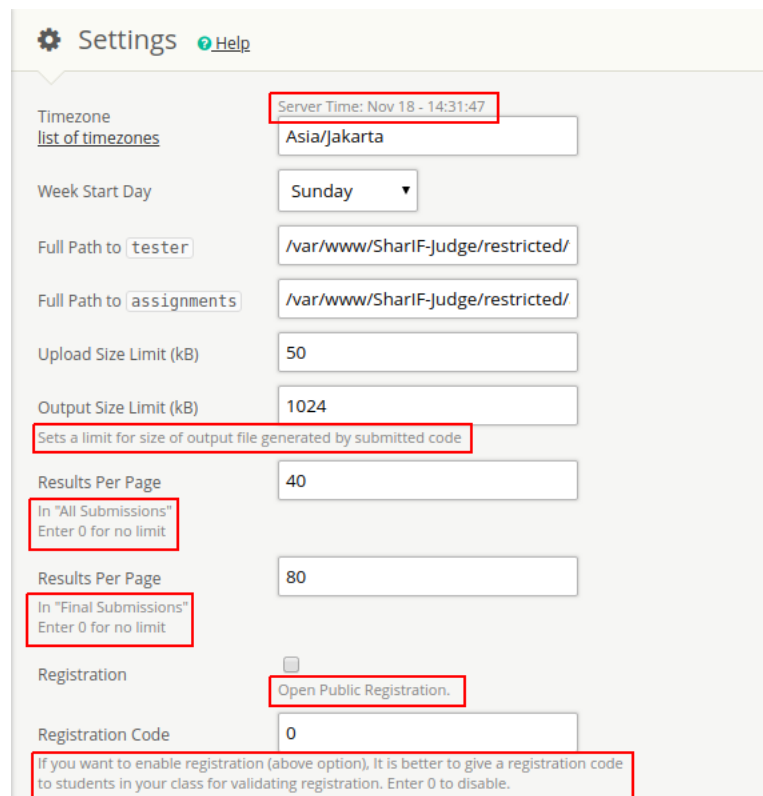 Settings Help
Server Time: Nov 18 - 14:31:47
Timezone
list of timezones
Asia/Jakarta
Week Start Day
Sunday
Full Path to tester
/var/www/SharIF-Judge/restricted/
Full Path to assignments
/var/www/SharIF-Judge/restricted/
Upload Size Limit (kB)
50
Output Size Limit (kB)
1024
Sets a limit for size of output file generated by submitted code
Results Per Page
40
In "All Submissions"
Enter 0 for no limit
Results Per Page
80
In "Final Submissions"
Enter 0 for no limit
Registration
Open Public Registration.
Registration Code
0
If you want to enable registration (above option), It is better to give a registration code
to students in your class for validating registration. Enter 0 to disable.